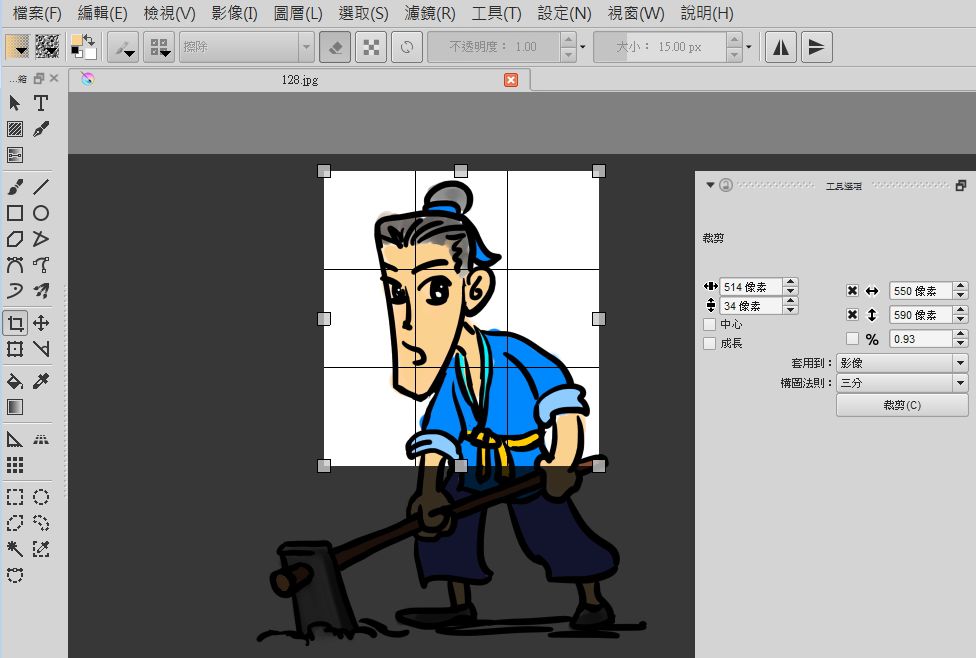 檔案(F) 編輯(E) 檢視(V) 影像(I) 圖層(L) 選取(S) 濾鏡(R) 工具(T) 設定(N) 視窗(W) 說明(H)
擦除 不透明度： 1.00 大小： 15.00 px
...箱 128.jpg
工具選項
裁剪
514 像素 550 像素
34 像素 590 像素
中心 % 0.93
成長
套用到： 影像
構圖法則： 三分
裁剪(C)